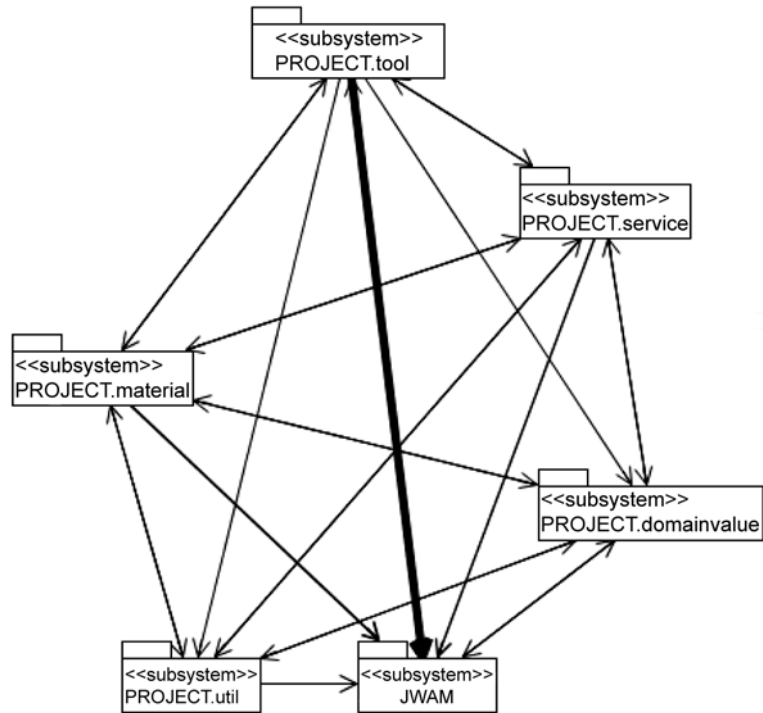 <<subsystem>>
PROJECT.tool
<<subsystem>>
PROJECT.service
<<subsystem>>
PROJECT.material
<<subsystem>>
PROJECT.domainvalue
<<subsystem>>
PROJECT.util
<<subsystem>>
JWAM